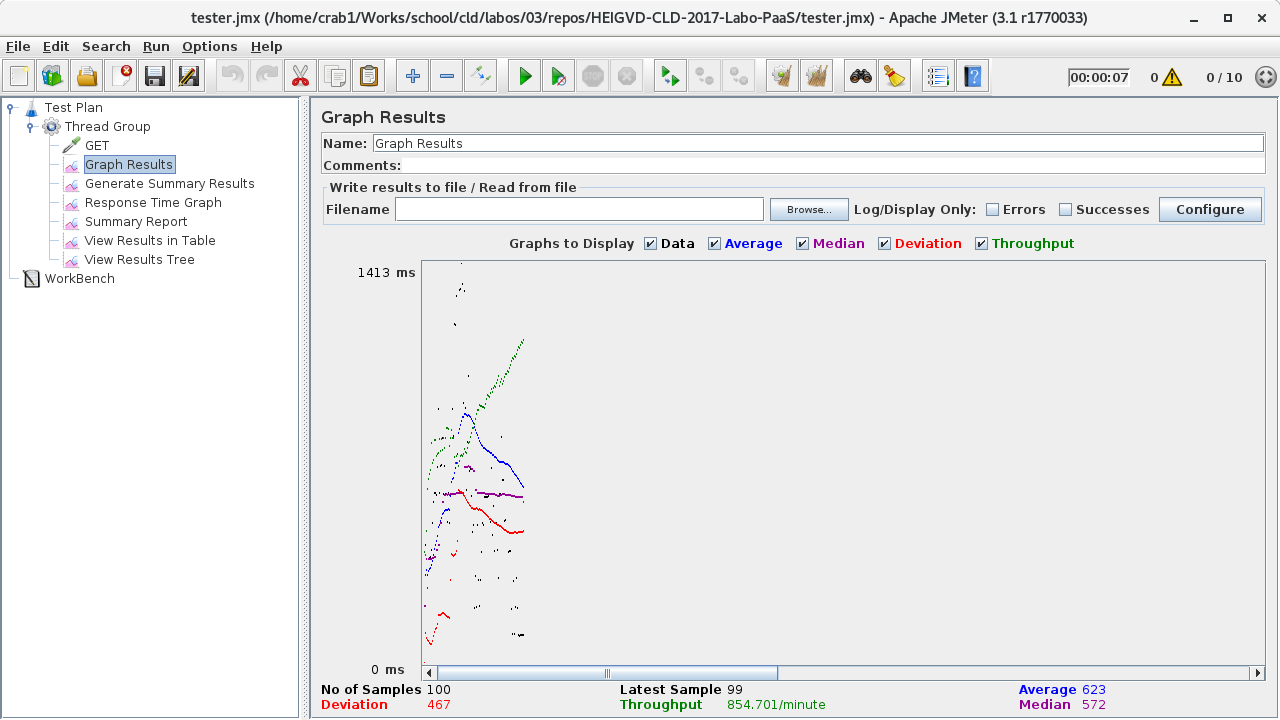 tester.jmx (/home/crab1/Works/school/cld/labos/03/repos/HEIGVD-CLD-2017-Labo-PaaS/tester.jmx) - Apache JMeter (3.1 r1770033)
File Edit Search Run Options Help
00:00:07 0 0 / 10
Test Plan
Thread Group
GET
Graph Results
Generate Summary Results
Response Time Graph
Summary Report
View Results in Table
View Results Tree
WorkBench
Graph Results
Name: Graph Results
Comments:
Write results to file / Read from file
Filename Browse... Log/Display Only: Errors Successes Configure
Graphs to Display Data Average Median Deviation Throughput
1413 ms
0 ms
No of Samples 100 Latest Sample 99 Average 623
Deviation 467 Throughput 854.701/minute Median 572